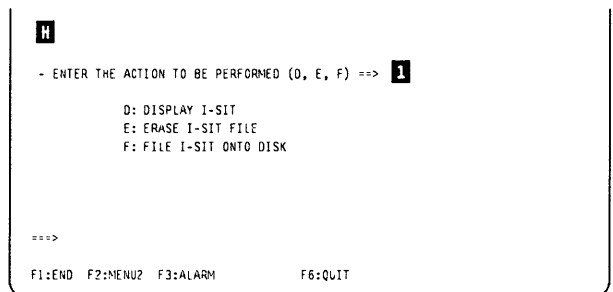 H
- ENTER THE ACTION TO BE PERFORMED (D, E, F) ==> 1
D: DISPLAY I-SIT
E: ERASE I-SIT FILE
F: FILE I-SIT ONTO DISK
===>
F1:END F2:MENU2 F3:ALARM F6:QUIT